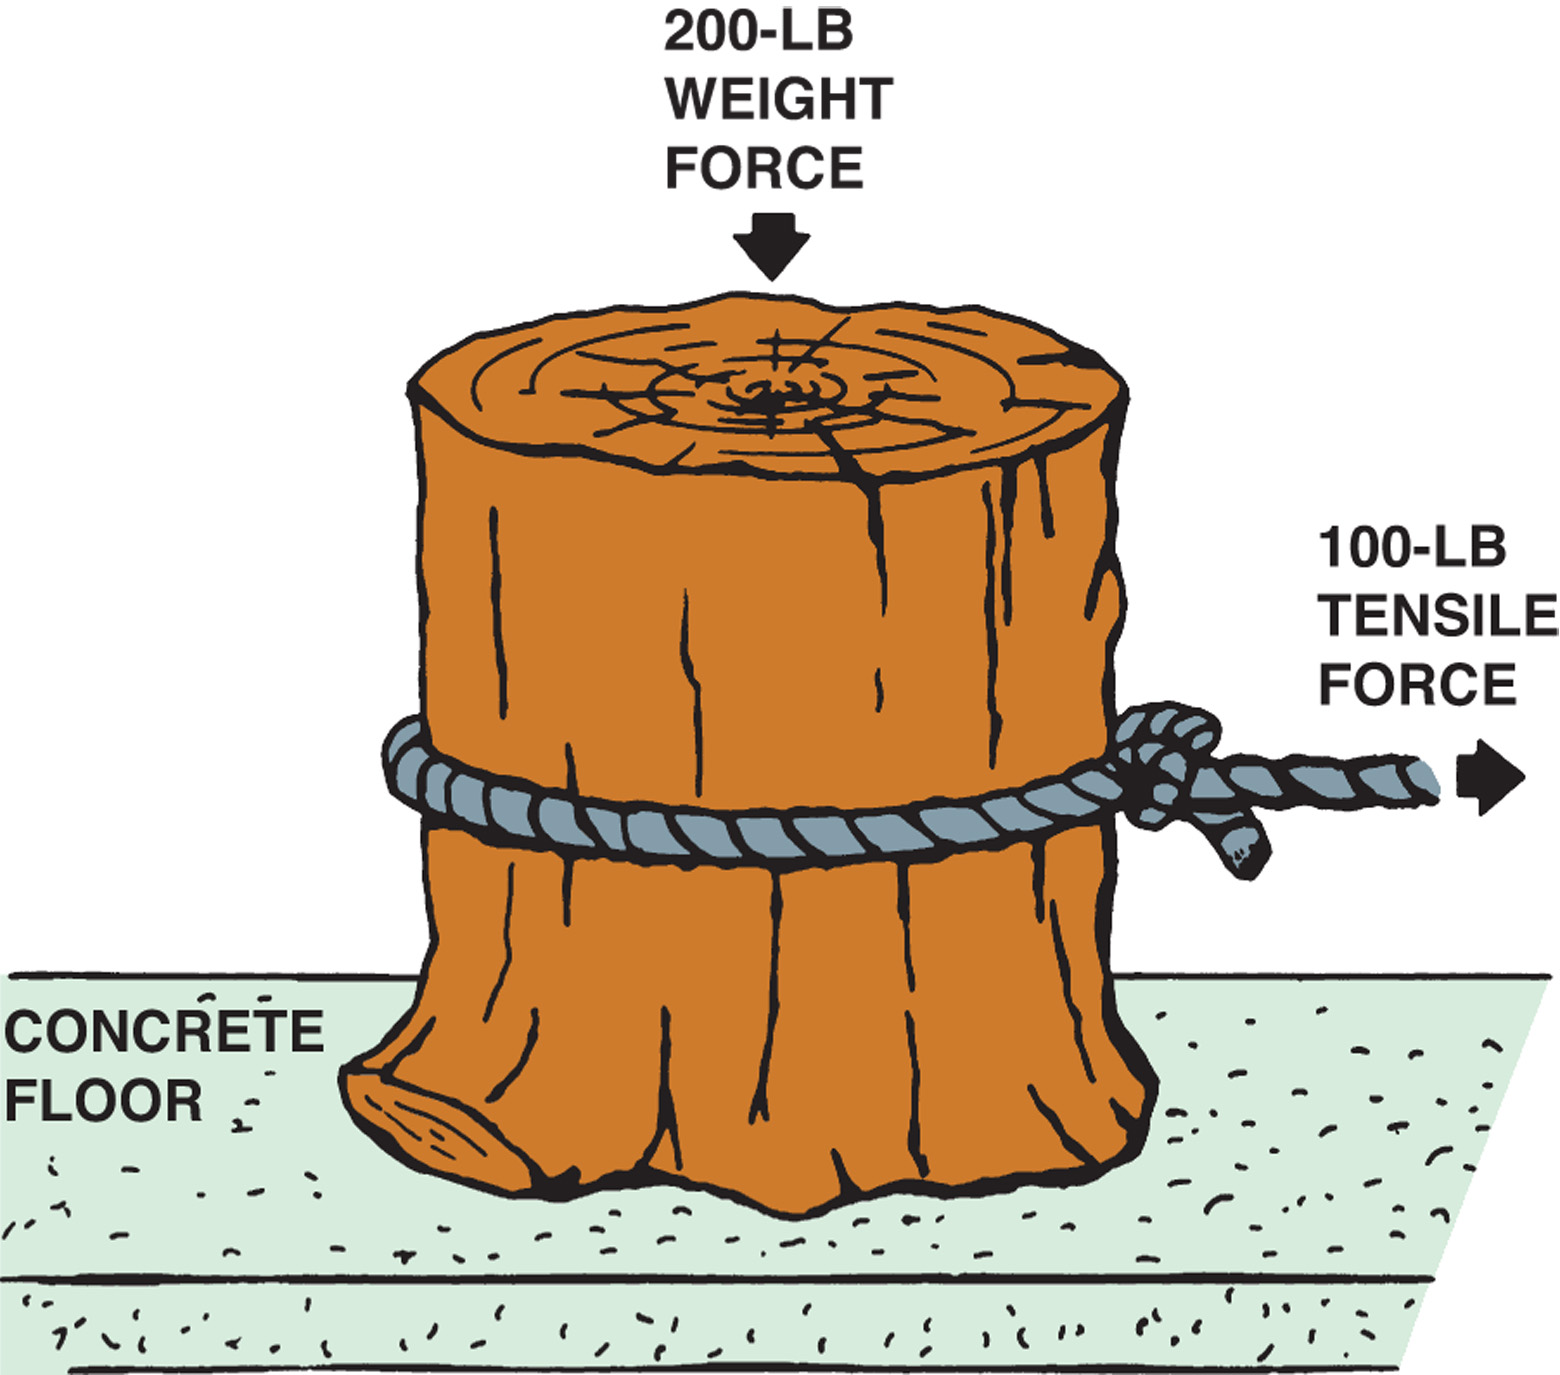 200-LB
WEIGHT
FORCE
100-LB
TENSILE
FORCE
CONCRETE
FLOOR